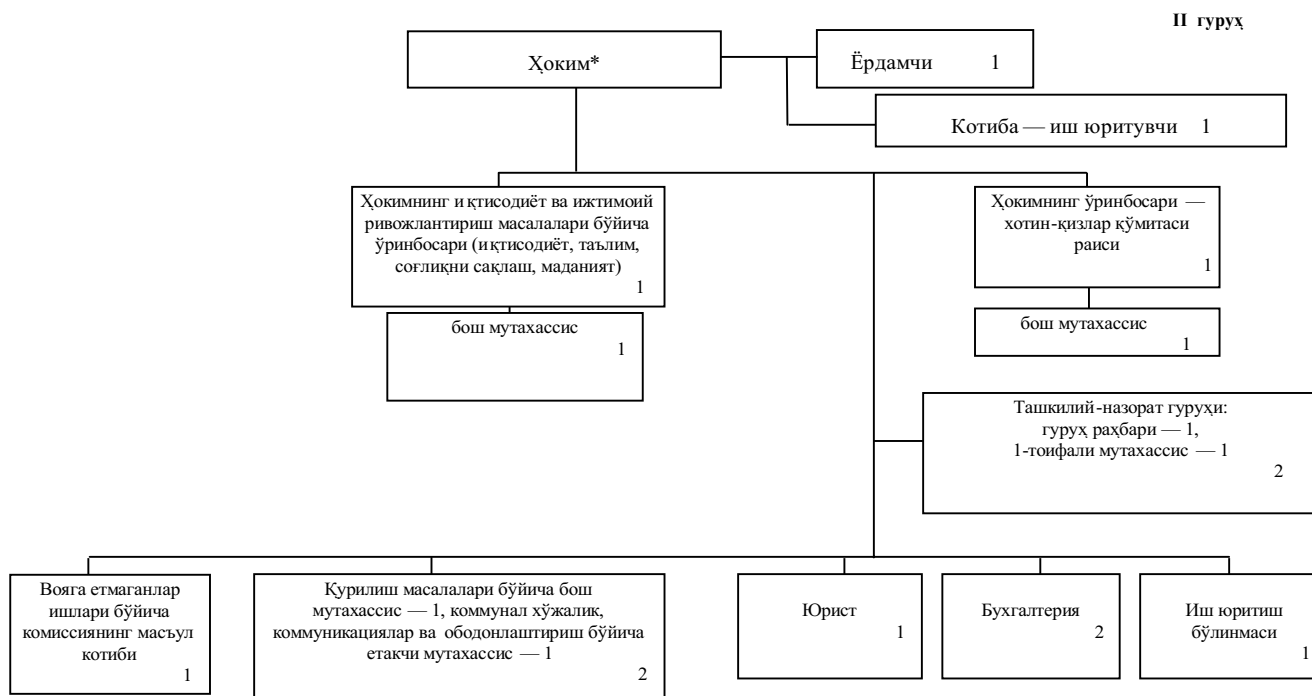 II гуруҳ
Ҳоким*
Ёрдамчи 1
Котиба — иш юритувчи 1
Ҳокимнинг иқтисодиёт ва ижтимоий
ривожлантириш масалалари бўйича
ўринбосари (иқтисодиёт, таълим,
соғлиқни сақлаш, маданият)
1
Ҳокимнинг ўринбосари —
хотин-қизлар қўмитаси
раиси
1
бош мутахассис
1
бош мутахассис
1
Ташкилий-назорат гуруҳи:
гуруҳ раҳбари — 1,
1-тоифали мутахассис — 1
2
Вояга етмаганлар
ишлари бўйича
комиссиянинг масъул
котиби
1
Қурилиш масалалари бўйича бош
мутахассис — 1, коммунал хўжалик,
коммуникациялар ва ободонлаштириш бўйича
етакчи мутахассис — 1
2
Юрист
1
Бухгалтерия
2
Иш юритиш
бўлинмаси
1